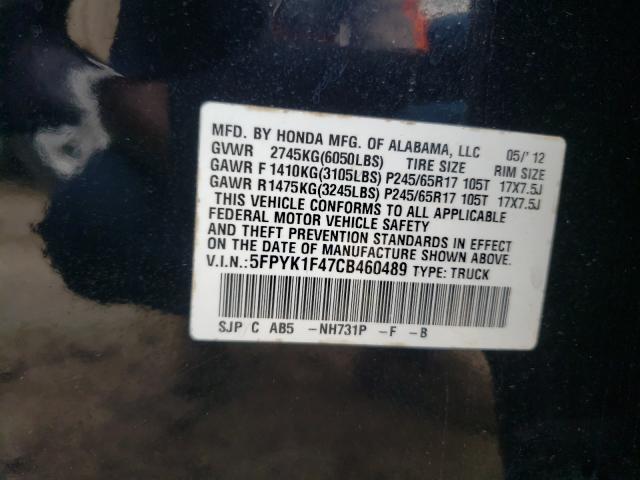 MFD. BY HONDA MFG. OF ALABAMA, LLC 05/'12
GVWR 2745KG(6050LBS) TIRE SIZE RIM SIZE
GAWR F 1410KG(3105LBS) P245/65R17 105T 17X7.5J
GAWR R1475KG(3245LBS) P245/65R17 105T 17X7.5J
THIS VEHICLE CONFORMS TO ALL APPLICABLE
FEDERAL MOTOR VEHICLE SAFETY
AND THEFT PREVENTION STANDARDS IN EFFECT
ON THE DATE OF MANUFACTURE SHOWN ABOVE.
V.I.N.:5FPYK1F47CB460489 TYPE: TRUCK
SJP C AB5 -NH731P -F -B